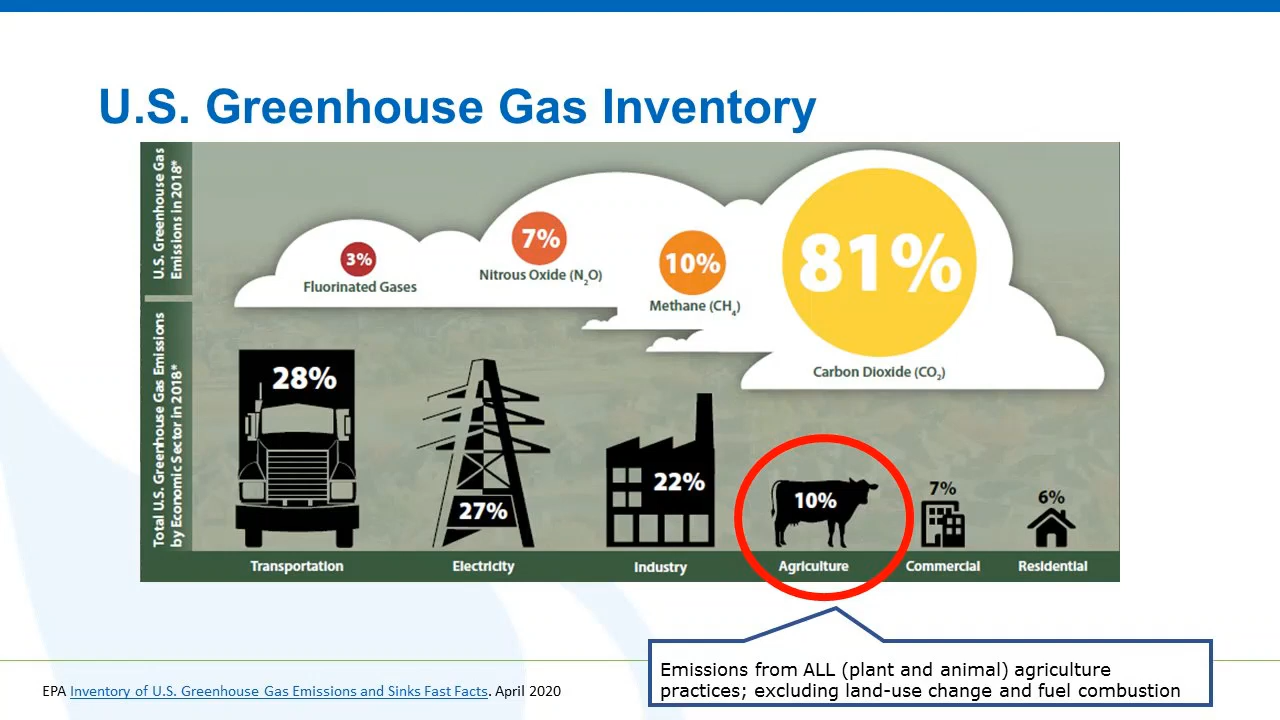 U.S. Greenhouse Gas Inventory
U.S. Greenhouse Gas
Emissions in 2018*
3%
Fluorinated Gases
7%
Nitrous Oxide (N₂O)
10%
Methane (CH₄)
81%
Carbon Dioxide (CO₂)
Total U.S. Greenhouse Gas Emissions
by Economic Sector in 2018*
28%
27%
22%
10%
7%
6%
Transportation
Electricity
Industry
Agriculture
Commercial
Residential
Emissions from ALL (plant and animal) agriculture
practices; excluding land-use change and fuel combustion
EPA Inventory of U.S. Greenhouse Gas Emissions and Sinks Fast Facts. April 2020